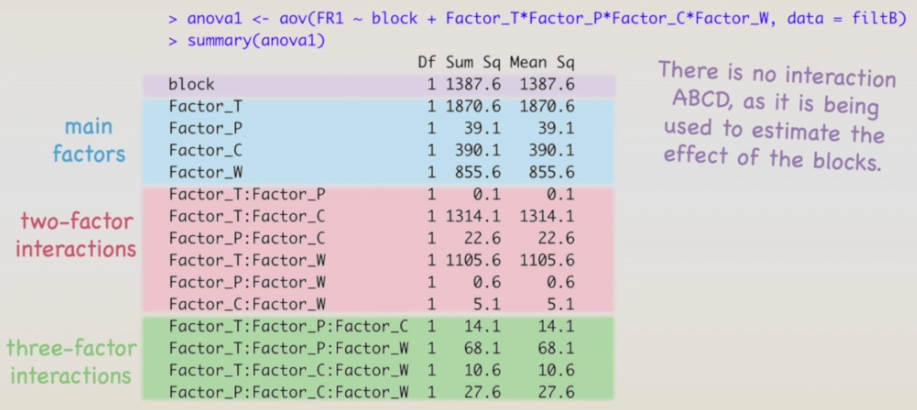 > anova1 <- aov(FR1 ~ block + Factor_T*Factor_P*Factor_C*Factor_W, data = filtB)
> summary(anova1)
Df Sum Sq Mean Sq
block 1 1387.6 1387.6
Factor_T 1 1870.6 1870.6
Factor_P 1 39.1 39.1
Factor_C 1 390.1 390.1
Factor_W 1 855.6 855.6
Factor_T:Factor_P 1 0.1 0.1
Factor_T:Factor_C 1 1314.1 1314.1
Factor_P:Factor_C 1 22.6 22.6
Factor_T:Factor_W 1 1105.6 1105.6
Factor_P:Factor_W 1 0.6 0.6
Factor_C:Factor_W 1 5.1 5.1
Factor_T:Factor_P:Factor_C 1 14.1 14.1
Factor_T:Factor_P:Factor_W 1 68.1 68.1
Factor_T:Factor_C:Factor_W 1 10.6 10.6
Factor_P:Factor_C:Factor_W 1 27.6 27.6
main
factors
two-factor
interactions
three-factor
interactions
There is no interaction
ABCD, as it is being
used to estimate the
effect of the blocks.